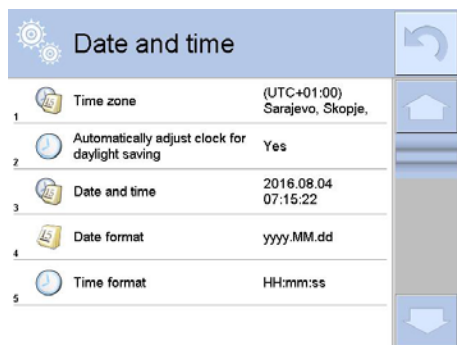 Date and time
1 Time zone (UTC+01:00)
Sarajevo, Skopje,
2 Automatically adjust clock for
daylight saving Yes
3 Date and time 2016.08.04
07:15:22
4 Date format yyyy.MM.dd
5 Time format HH:mm:ss